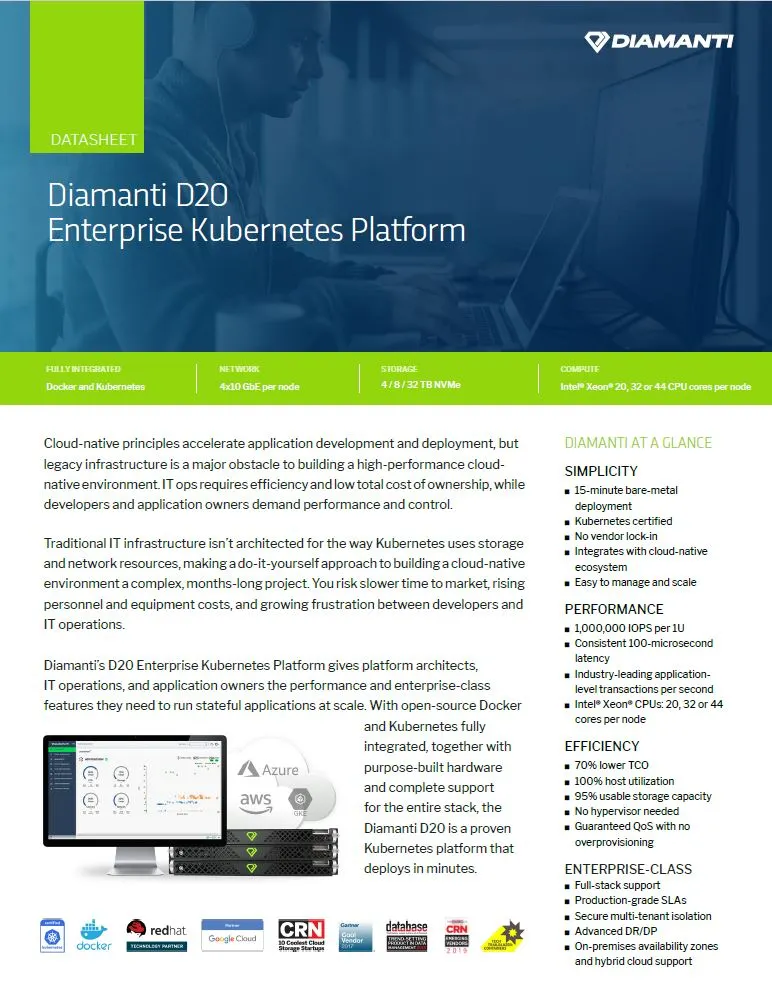 DIAMANTI
DATASHEET
Diamanti D20
Enterprise Kubernetes Platform
FULLY INTEGRATED
Docker and Kubernetes
NETWORK
4x10 GbE per node
STORAGE
4 / 8 / 32 TB NVMe
COMPUTE
Intel® Xeon® 20, 32 or 44 CPU cores per node
Cloud-native principles accelerate application development and deployment, but
legacy infrastructure is a major obstacle to building a high-performance cloud-
native environment. IT ops requires efficiency and low total cost of ownership, while
developers and application owners demand performance and control.
Traditional IT infrastructure isn't architected for the way Kubernetes uses storage
and network resources, making a do-it-yourself approach to building a cloud-native
environment a complex, months-long project. You risk slower time to market, rising
personnel and equipment costs, and growing frustration between developers and
IT operations.
Diamanti's D20 Enterprise Kubernetes Platform gives platform architects,
IT operations, and application owners the performance and enterprise-class
features they need to run stateful applications at scale. With open-source Docker
and Kubernetes fully
integrated, together with
purpose-built hardware
and complete support
for the entire stack, the
Diamanti D20 is a proven
Kubernetes platform that
deploys in minutes.
Azure
aws
GKE
DIAMANTI AT A GLANCE
SIMPLICITY
■ 15-minute bare-metal
deployment
■ Kubernetes certified
■ No vendor lock-in
■ Integrates with cloud-native
ecosystem
■ Easy to manage and scale
PERFORMANCE
■ 1,000,000 IOPS per 1U
■ Consistent 100-microsecond
latency
■ Industry-leading application-
level transactions per second
■ Intel® Xeon® CPUs: 20, 32 or 44
cores per node
EFFICIENCY
■ 70% lower TCO
■ 100% host utilization
■ 95% usable storage capacity
■ No hypervisor needed
■ Guaranteed QoS with no
overprovisioning
ENTERPRISE-CLASS
■ Full-stack support
■ Production-grade SLAs
■ Secure multi-tenant isolation
■ Advanced DR/DP
■ On-premises availability zones
and hybrid cloud support
certified
kubernetes
docker
redhat
TECHNOLOGY PARTNER
Partner
Google Cloud
CRN
10 Coolest Cloud
Storage Startups
Gartner
Cool
Vendor
2017
database
TREND-SETTING
PRODUCT IN DATA
MANAGEMENT
CRN
EMERGING
VENDORS
2019
TECH
TRAILBLAZER
CONTAINERS